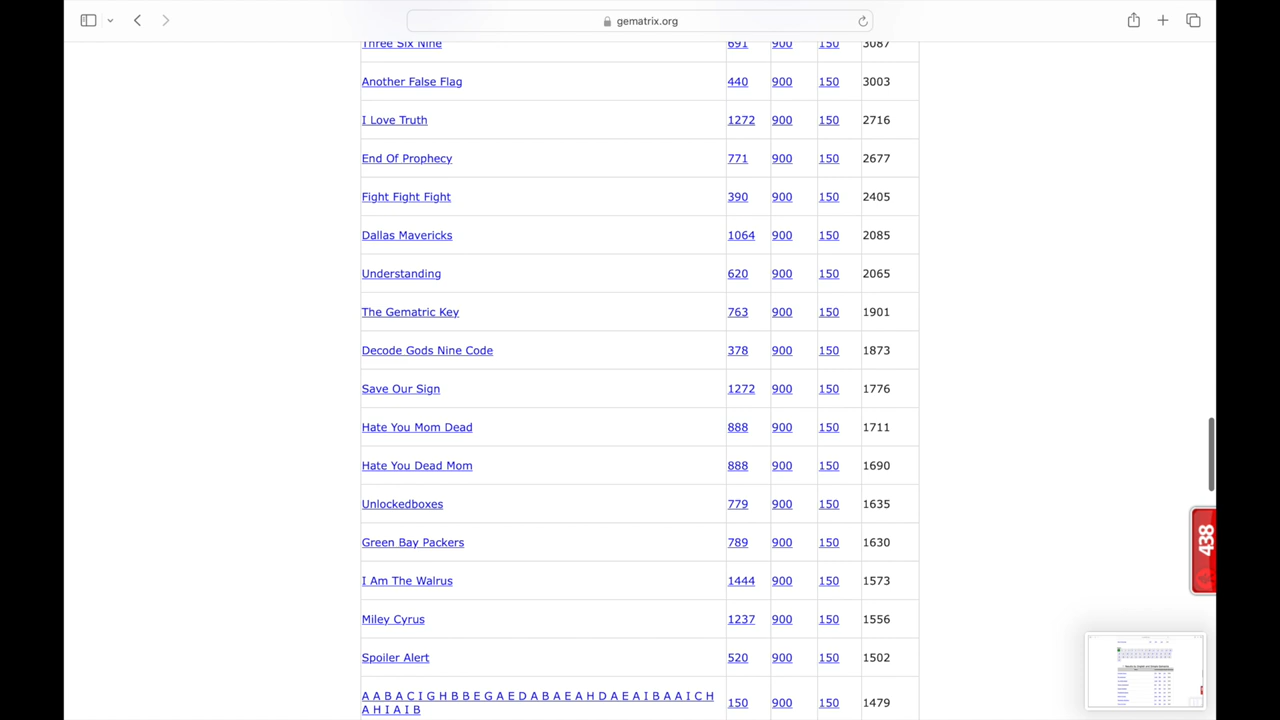 gematrix.org
Three Six Nine 691 900 150 3087
Another False Flag 440 900 150 3003
I Love Truth 1272 900 150 2716
End Of Prophecy 771 900 150 2677
Fight Fight Fight 390 900 150 2405
Dallas Mavericks 1064 900 150 2085
Understanding 620 900 150 2065
The Gematric Key 763 900 150 1901
Decode Gods Nine Code 378 900 150 1873
Save Our Sign 1272 900 150 1776
Hate You Mom Dead 888 900 150 1711
Hate You Dead Mom 888 900 150 1690
Unlockedboxes 779 900 150 1635
Green Bay Packers 789 900 150 1630
I Am The Walrus 1444 900 150 1573
Miley Cyrus 1237 900 150 1556
Spoiler Alert 520 900 150
150 900 150
A H I A I B
438